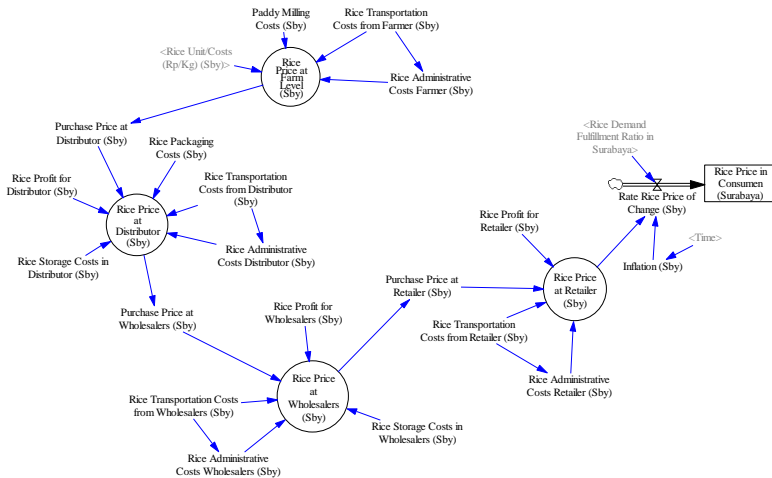 Paddy Milling
Costs (Sby)
Rice Transportation
Costs from Farmer (Sby)
<Rice Unit/Costs
(Rp/Kg) (Sby)>
Rice
Price at
Farm
Level
(Sby)
Rice Administrative
Costs Farmer (Sby)
Purchase Price at
Distributor (Sby)
Rice Packaging
Costs (Sby)
Rice Profit for
Distributor (Sby)
Rice Transportation
Costs from Distributor (Sby)
Rice Price
at
Distributor
(Sby)
Rice Storage Costs in
Distributor (Sby)
Rice Administrative
Costs Distributor (Sby)
<Rice Demand
Fulfillment Ratio in
Surabaya>
Rice Price in
Consumen
(Surabaya)
Rate Rice Price of
Change (Sby)
Rice Profit for
Retailer (Sby)
<Time>
Inflation (Sby)
Purchase Price at
Retailer (Sby)
Rice Price
at Retailer
(Sby)
Purchase Price at
Wholesalers (Sby)
Rice Profit for
Wholesalers (Sby)
Rice Transportation
Costs from Retailer (Sby)
Rice Administrative
Costs Retailer (Sby)
Rice Price
at
Wholesalers
(Sby)
Rice Transportation Costs
from Wholesalers (Sby)
Rice Storage Costs in
Wholesalers (Sby)
Rice Administrative
Costs Wholesalers (Sby)